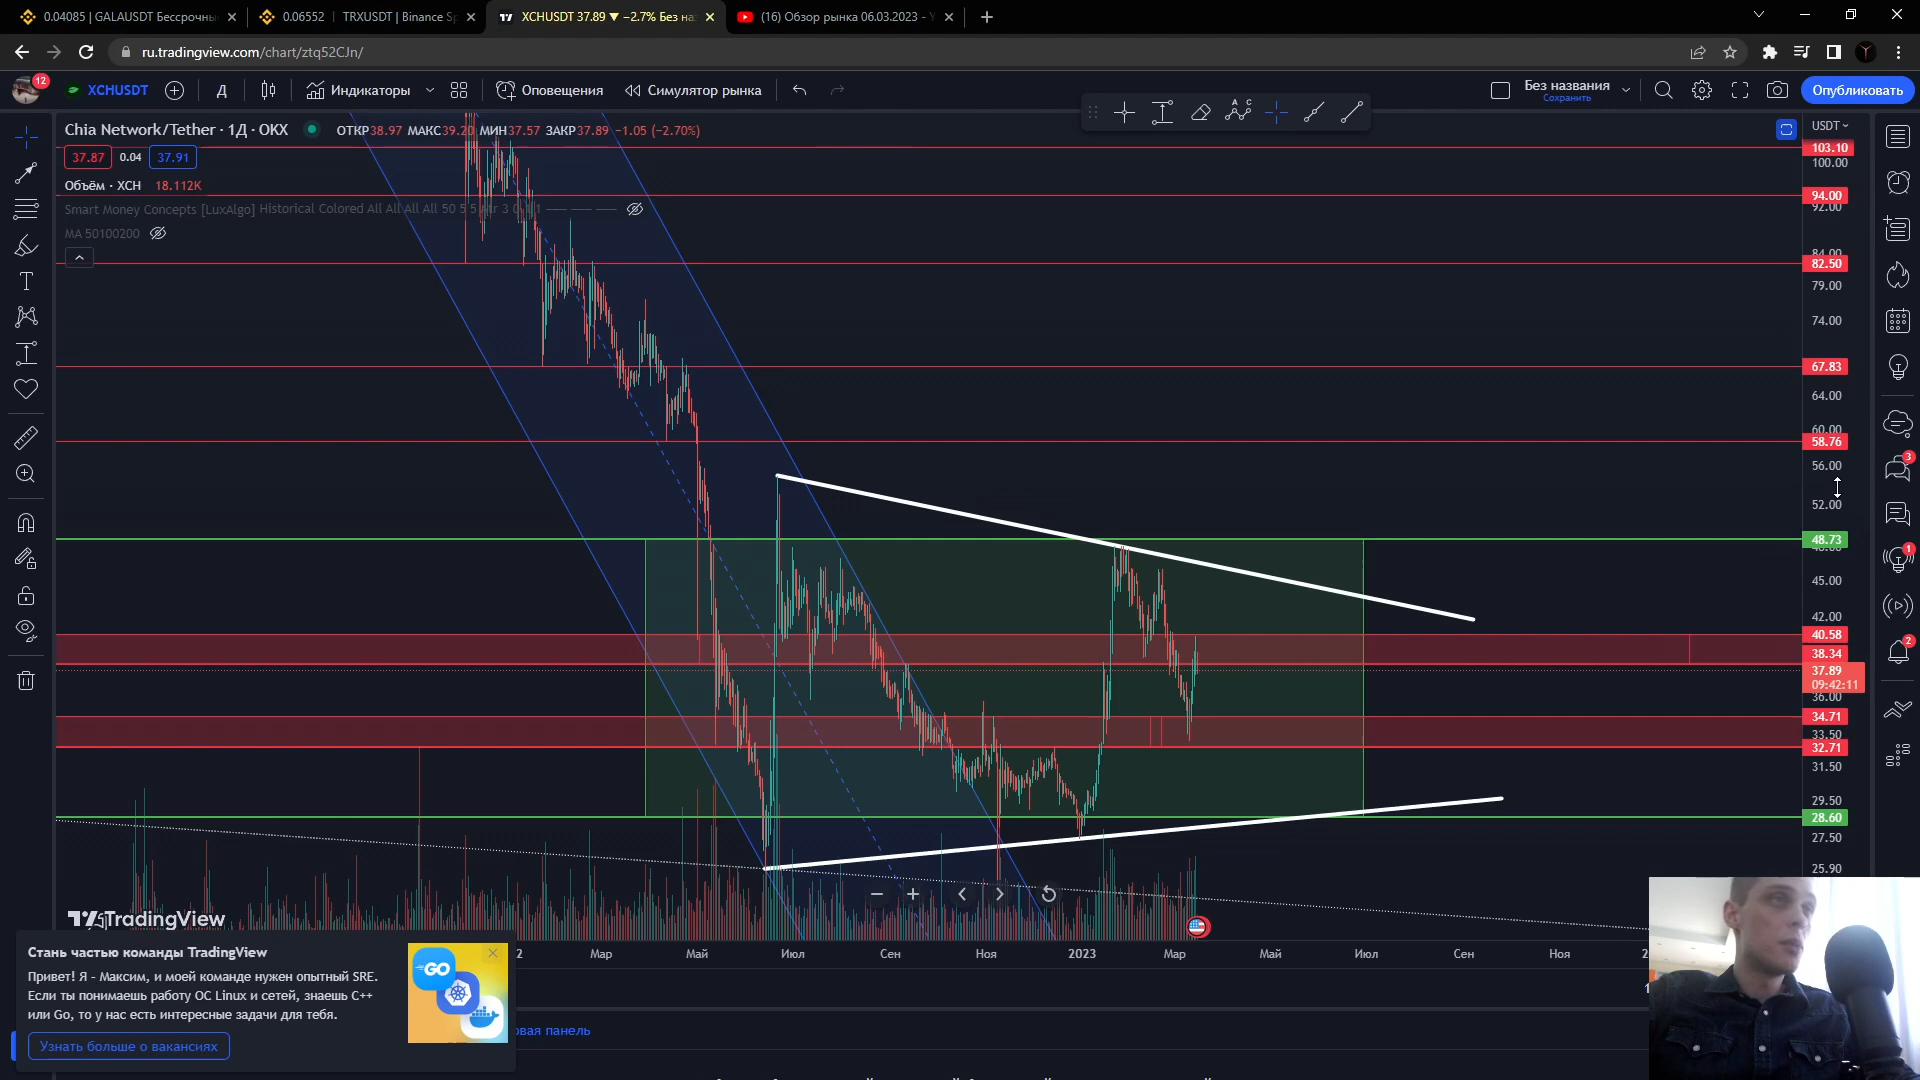 0.04085 | GALAUSDT Бессрочны
0.06552 | TRXUSDT | Binance Sp
XCHUSDT 37.89 ▼ −2.7% Без на
(16) Обзор рынка 06.03.2023 - Y
ru.tradingview.com/chart/ztq52CJn/
12
XCHUSDT
Д
Индикаторы
Оповещения
Симулятор рынка
Без названия
Сохранить
Опубликовать
Chia Network/Tether · 1Д · OKX
ОТКР38.97 МАКС39.20 МИН37.57 ЗАКР37.89 −1.05 (−2.70%)
USDT
37.87 0.04 37.91
Объём · XCH 18.112K
Smart Money Concepts [LuxAlgo] Historical Colored All All All All 50 5 5
MA 50100200
103.10
100.00
94.00
92.00
84.00
82.50
79.00
74.00
67.83
64.00
60.00
58.76
56.00
52.00
48.73
45.00
42.00
40.58
38.34
37.89
09:42:11
36.00
34.71
33.50
32.71
31.50
29.50
28.60
27.50
25.90
3
1
2
TradingView
2
Мар
Май
Июл
Сен
Ноя
2023
Мар
Май
Июл
Сен
Ноя
Стань частью команды TradingView
Привет! Я - Максим, и моей команде нужен опытный SRE.
Если ты понимаешь работу ОС Linux и сетей, знаешь C++
или Go, то у нас есть интересные задачи для тебя.
GO
Узнать больше о вакансиях
овая панель